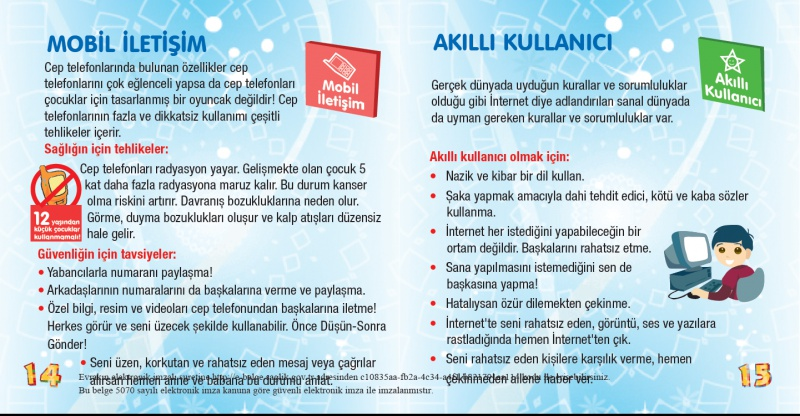 MOBİL İLETİŞİM
Cep telefonlarında bulunan özellikler cep
telefonlarını çok eğlenceli yapsa da cep telefonları
çocuklar için tasarlanmış bir oyuncak değildir! Cep
telefonlarının fazla ve dikkatsiz kullanımı çeşitli
tehlikeler içerir.
Mobil
İletişim
Sağlığın için tehlikeler:
Cep telefonları radyasyon yayar. Gelişmekte olan çocuk 5
kat daha fazla radyasyona maruz kalır. Bu durum kanser
olma riskini artırır. Davranış bozukluklarına neden olur.
Görme, duyma bozuklukları oluşur ve kalp atışları düzensiz
hale gelir.
12 yaşından
küçük çocuklar
kullanmamalı!
Güvenliğin için tavsiyeler:
• Yabancılarla numaranı paylaşma!
• Arkadaşlarının numaralarını da başkalarına verme ve paylaşma.
• Özel bilgi, resim ve videoları cep telefonundan başkalarına iletme!
Herkes görür ve seni üzecek şekilde kullanabilir. Önce Düşün-Sonra
Gönder!
• Seni üzen, korkutan ve rahatsız eden mesaj veya çağrılar
alırsan hemen anne ve babana bu durumu anlat.
14
AKILLI KULLANICI
Akıllı
Kullanıcı
Gerçek dünyada uyduğun kurallar ve sorumluluklar
olduğu gibi İnternet diye adlandırılan sanal dünyada
da uyman gereken kurallar ve sorumluluklar var.
Akıllı kullanıcı olmak için:
• Nazik ve kibar bir dil kullan.
• Şaka yapmak amacıyla dahi tehdit edici, kötü ve kaba sözler
kullanma.
• İnternet her istediğini yapabileceğin bir
ortam değildir. Başkalarını rahatsız etme.
• Sana yapılmasını istemediğini sen de
başkasına yapma!
• Hatalıysan özür dilemekten çekinme.
• İnternet'te seni rahatsız eden, görüntü, ses ve yazılara
rastladığında hemen İnternet'ten çık.
• Seni rahatsız eden kişilere karşılık verme, hemen
çekinmeden ailene haber ver.
15
Evrakın elektronik imzalı suretine http://e-belge.saglik.gov.tr adresinden
Bu belge 5070 sayılı elektronik imza kanuna göre güvenli elektronik imza ile imzalanmıştır.